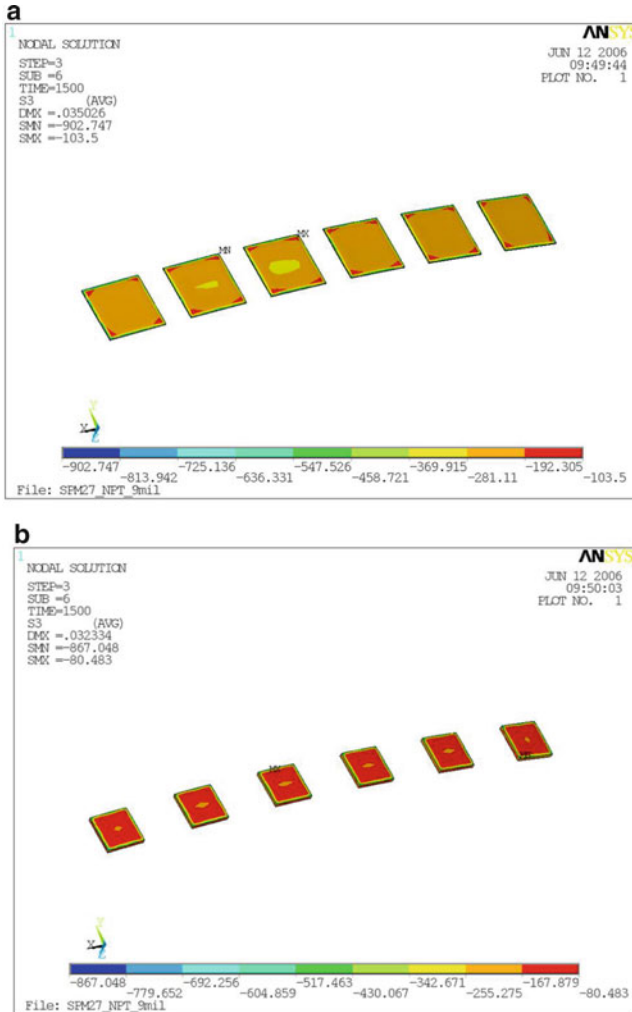 a
1
NODAL SOLUTION
STEP=3
SUB =6
TIME=1500
S3 (AVG)
DMX =.035026
SMN =-902.747
SMX =-103.5
ANSYS
JUN 12 2006
09:49:44
PLOT NO. 1
MN
MX
Y
X
Z
-902.747 -725.136 -547.526 -369.915 -192.305
-813.942 -636.331 -458.721 -281.11 -103.5
File: SPM27_NPT_9mil
b
1
NODAL SOLUTION
STEP=3
SUB =6
TIME=1500
S3 (AVG)
DMX =.032334
SMN =-867.048
SMX =-80.483
ANSYS
JUN 12 2006
09:50:03
PLOT NO. 1
Y
X
Z
-867.048 -692.256 -517.463 -342.671 -167.879
-779.652 -604.859 -430.067 -255.275 -80.483
File: SPM27_NPT_9mil